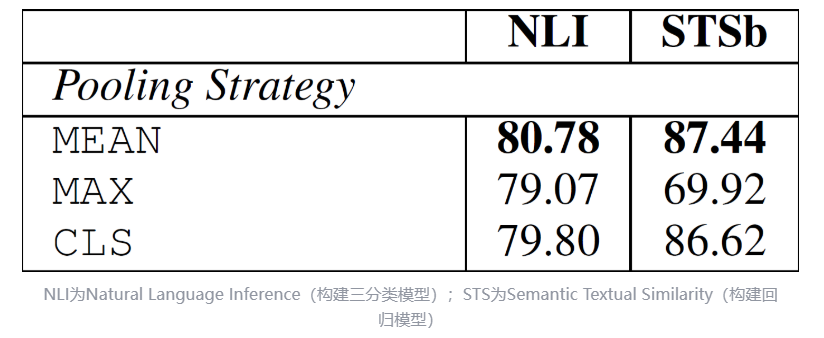 NLI STSb
Pooling Strategy
MEAN 80.78 87.44
MAX 79.07 69.92
CLS 79.80 86.62
NLI为Natural Language Inference（构建三分类模型）；STS为Semantic Textual Similarity（构建回
归模型）